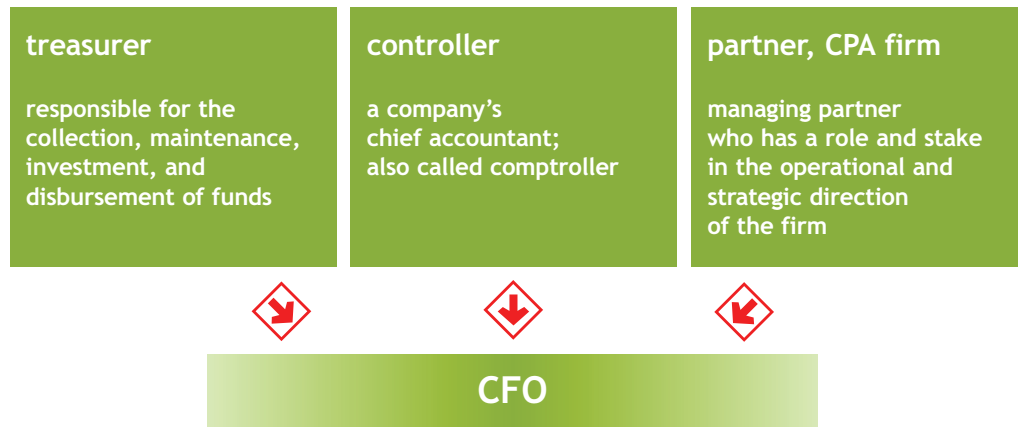 treasurer
responsible for the
collection, maintenance,
investment, and
disbursement of funds
controller
a company’s
chief accountant;
also called comptroller
partner, CPA firm
managing partner
who has a role and stake
in the operational and
strategic direction
of the firm
CFO